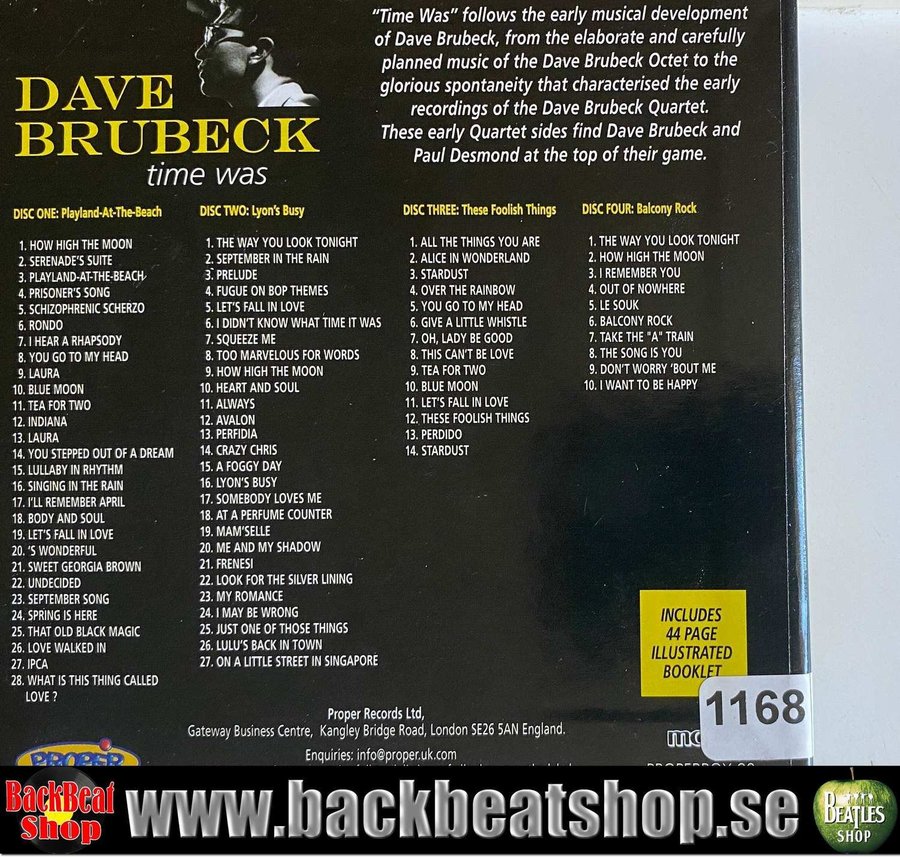 “Time Was” follows the early musical development
of Dave Brubeck, from the elaborate and carefully
planned music of the Dave Brubeck Octet to the
glorious spontaneity that characterised the early
recordings of the Dave Brubeck Quartet.
These early Quartet sides find Dave Brubeck and
Paul Desmond at the top of their game.
DAVE
BRUBECK
time was
DISC ONE: Playland-At-The-Beach
1. HOW HIGH THE MOON
2. SERENADE'S SUITE
3. PLAYLAND-AT-THE-BEACH
4. PRISONER'S SONG
5. SCHIZOPHRENIC SCHERZO
6. RONDO
7. I HEAR A RHAPSODY
8. YOU GO TO MY HEAD
9. LAURA
10. BLUE MOON
11. TEA FOR TWO
12. INDIANA
13. LAURA
14. YOU STEPPED OUT OF A DREAM
15. LULLABY IN RHYTHM
16. SINGING IN THE RAIN
17. I'LL REMEMBER APRIL
18. BODY AND SOUL
19. LET'S FALL IN LOVE
20. 'S WONDERFUL
21. SWEET GEORGIA BROWN
22. UNDECIDED
23. SEPTEMBER SONG
24. SPRING IS HERE
25. THAT OLD BLACK MAGIC
26. LOVE WALKED IN
27. IPCA
28. WHAT IS THIS THING CALLED
LOVE ?
DISC TWO: Lyon's Busy
1. THE WAY YOU LOOK TONIGHT
2. SEPTEMBER IN THE RAIN
3. PRELUDE
4. FUGUE ON BOP THEMES
5. LET'S FALL IN LOVE
6. I DIDN'T KNOW WHAT TIME IT WAS
7. SQUEEZE ME
8. TOO MARVELOUS FOR WORDS
9. HOW HIGH THE MOON
10. HEART AND SOUL
11. ALWAYS
12. AVALON
13. PERFIDIA
14. CRAZY CHRIS
15. A FOGGY DAY
16. LYON'S BUSY
17. SOMEBODY LOVES ME
18. AT A PERFUME COUNTER
19. MAM'SELLE
20. ME AND MY SHADOW
21. FRENESI
22. LOOK FOR THE SILVER LINING
23. MY ROMANCE
24. I MAY BE WRONG
25. JUST ONE OF THOSE THINGS
26. LULU'S BACK IN TOWN
27. ON A LITTLE STREET IN SINGAPORE
DISC THREE: These Foolish Things
1. ALL THE THINGS YOU ARE
2. ALICE IN WONDERLAND
3. STARDUST
4. OVER THE RAINBOW
5. YOU GO TO MY HEAD
6. GIVE A LITTLE WHISTLE
7. OH, LADY BE GOOD
8. THIS CAN'T BE LOVE
9. TEA FOR TWO
10. BLUE MOON
11. LET'S FALL IN LOVE
12. THESE FOOLISH THINGS
13. PERDIDO
14. STARDUST
DISC FOUR: Balcony Rock
1. THE WAY YOU LOOK TONIGHT
2. HOW HIGH THE MOON
3. I REMEMBER YOU
4. OUT OF NOWHERE
5. LE SOUK
6. BALCONY ROCK
7. TAKE THE "A" TRAIN
8. THE SONG IS YOU
9. DON'T WORRY 'BOUT ME
10. I WANT TO BE HAPPY
INCLUDES
44 PAGE
ILLUSTRATED
BOOKLET
1168
Proper Records Ltd,
Gateway Business Centre, Kangley Bridge Road, London SE26 5AN England.
Enquiries: info@proper.uk.com
PROPER
BackBeat
Shop
www.backbeatshop.se
BEATLES
SHOP